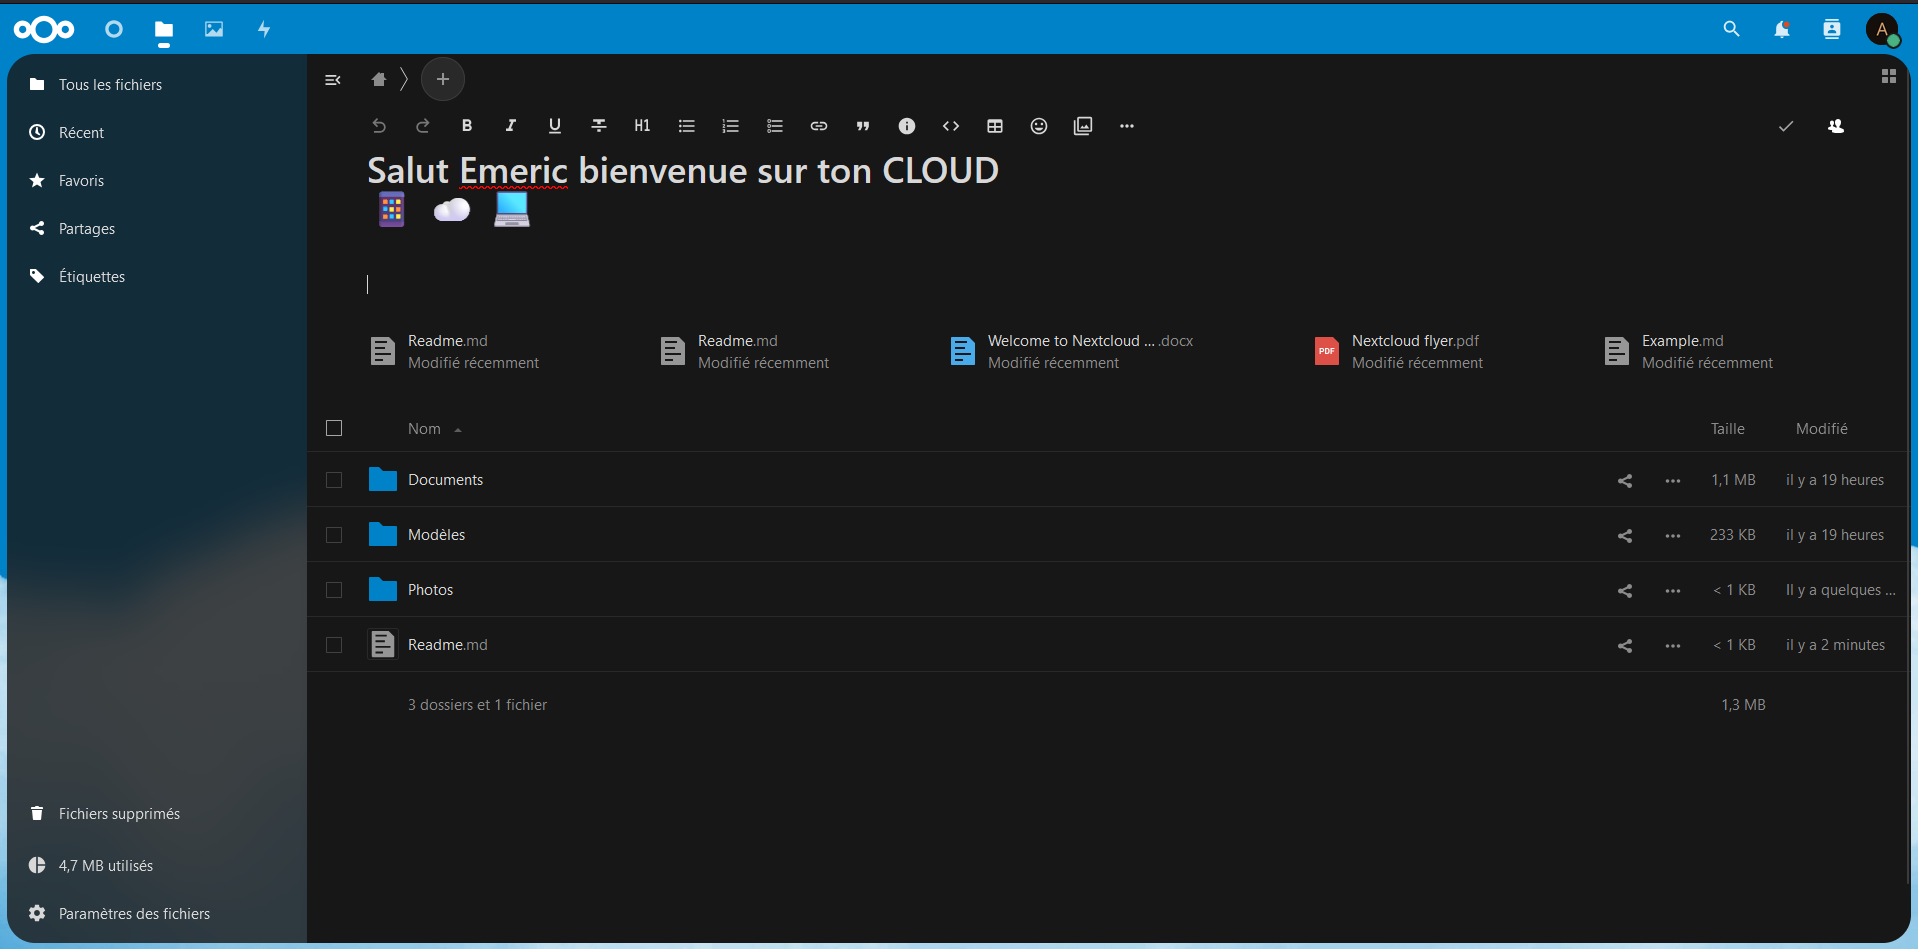 A
Tous les fichiers
Récent
Favoris
Partages
Étiquettes
H1
Salut Emeric bienvenue sur ton CLOUD
Readme.md
Modifié récemment
Readme.md
Modifié récemment
Welcome to Nextcloud ... .docx
Modifié récemment
PDF
Nextcloud flyer.pdf
Modifié récemment
Example.md
Modifié récemment
Nom Taille Modifié
Documents 1,1 MB il y a 19 heures
Modèles 233 KB il y a 19 heures
Photos < 1 KB Il y a quelques ...
Readme.md < 1 KB il y a 2 minutes
3 dossiers et 1 fichier 1,3 MB
Fichiers supprimés
4,7 MB utilisés
Paramètres des fichiers